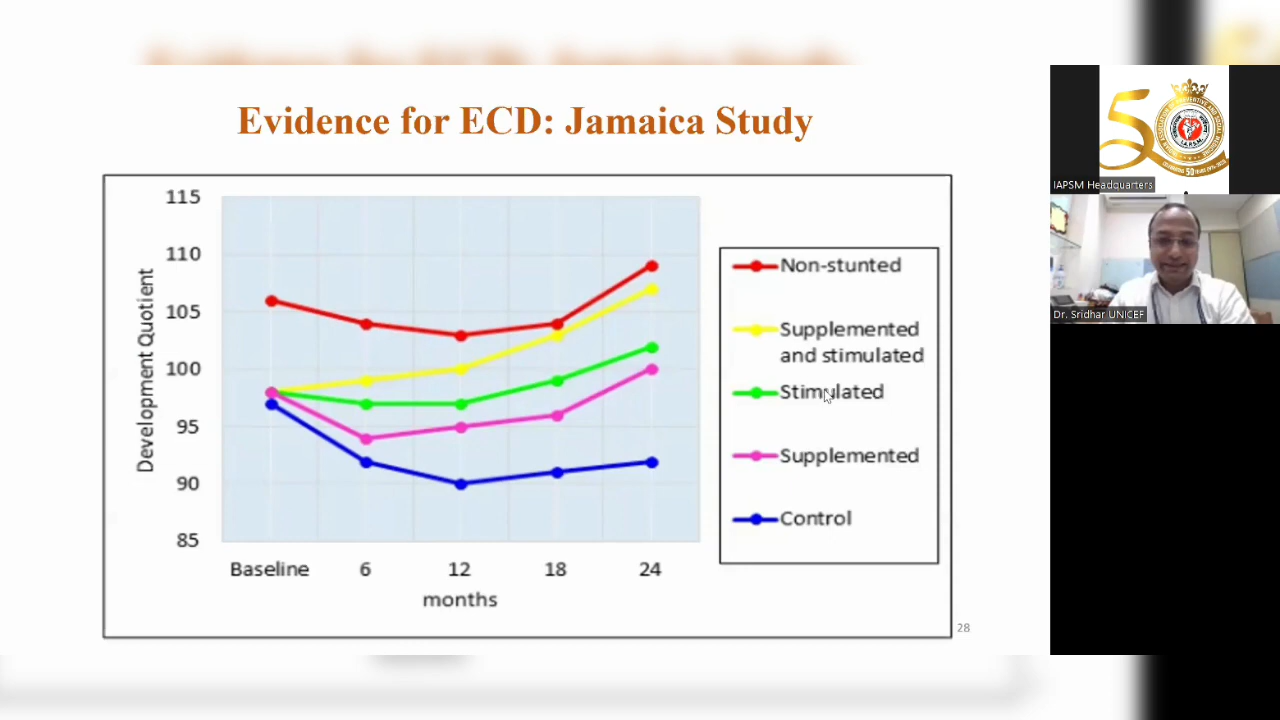 Evidence for ECD: Jamaica Study
115
110
105
100
95
90
85
Development Quotient
Baseline
6
12
18
24
months
Non-stunted
Supplemented
and stimulated
Stimulated
Supplemented
Control
28
50
IAPSM Headquarters
Dr. Sridhar UNICEF